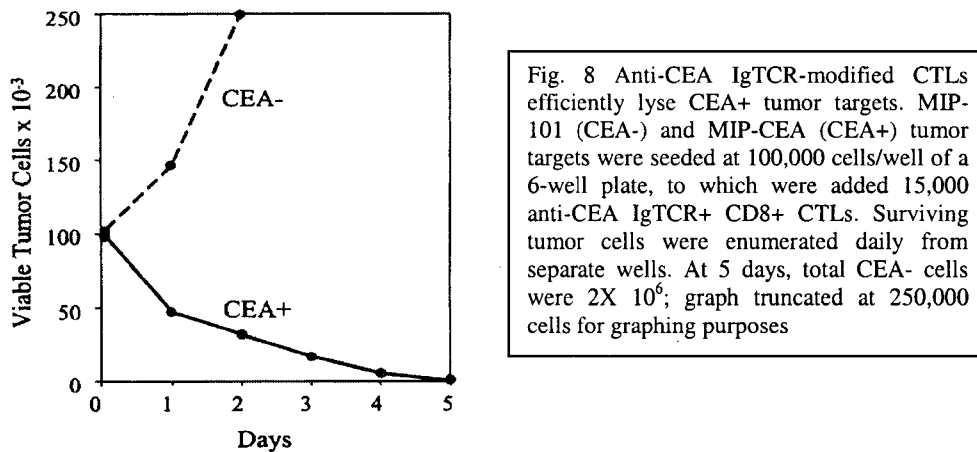 250
200
150
100
50
0
Viable Tumor Cells x 10-3
CEA-
CEA+
0 1 2 3 4 5
Days
Fig. 8 Anti-CEA IgTCR-modified CTLs
efficiently lyse CEA+ tumor targets. MIP-
101 (CEA-) and MIP-CEA (CEA+) tumor
targets were seeded at 100,000 cells/well of a
6-well plate, to which were added 15,000
anti-CEA IgTCR+ CD8+ CTLs. Surviving
tumor cells were enumerated daily from
separate wells. At 5 days, total CEA- cells
were 2X 10⁶; graph truncated at 250,000
cells for graphing purposes